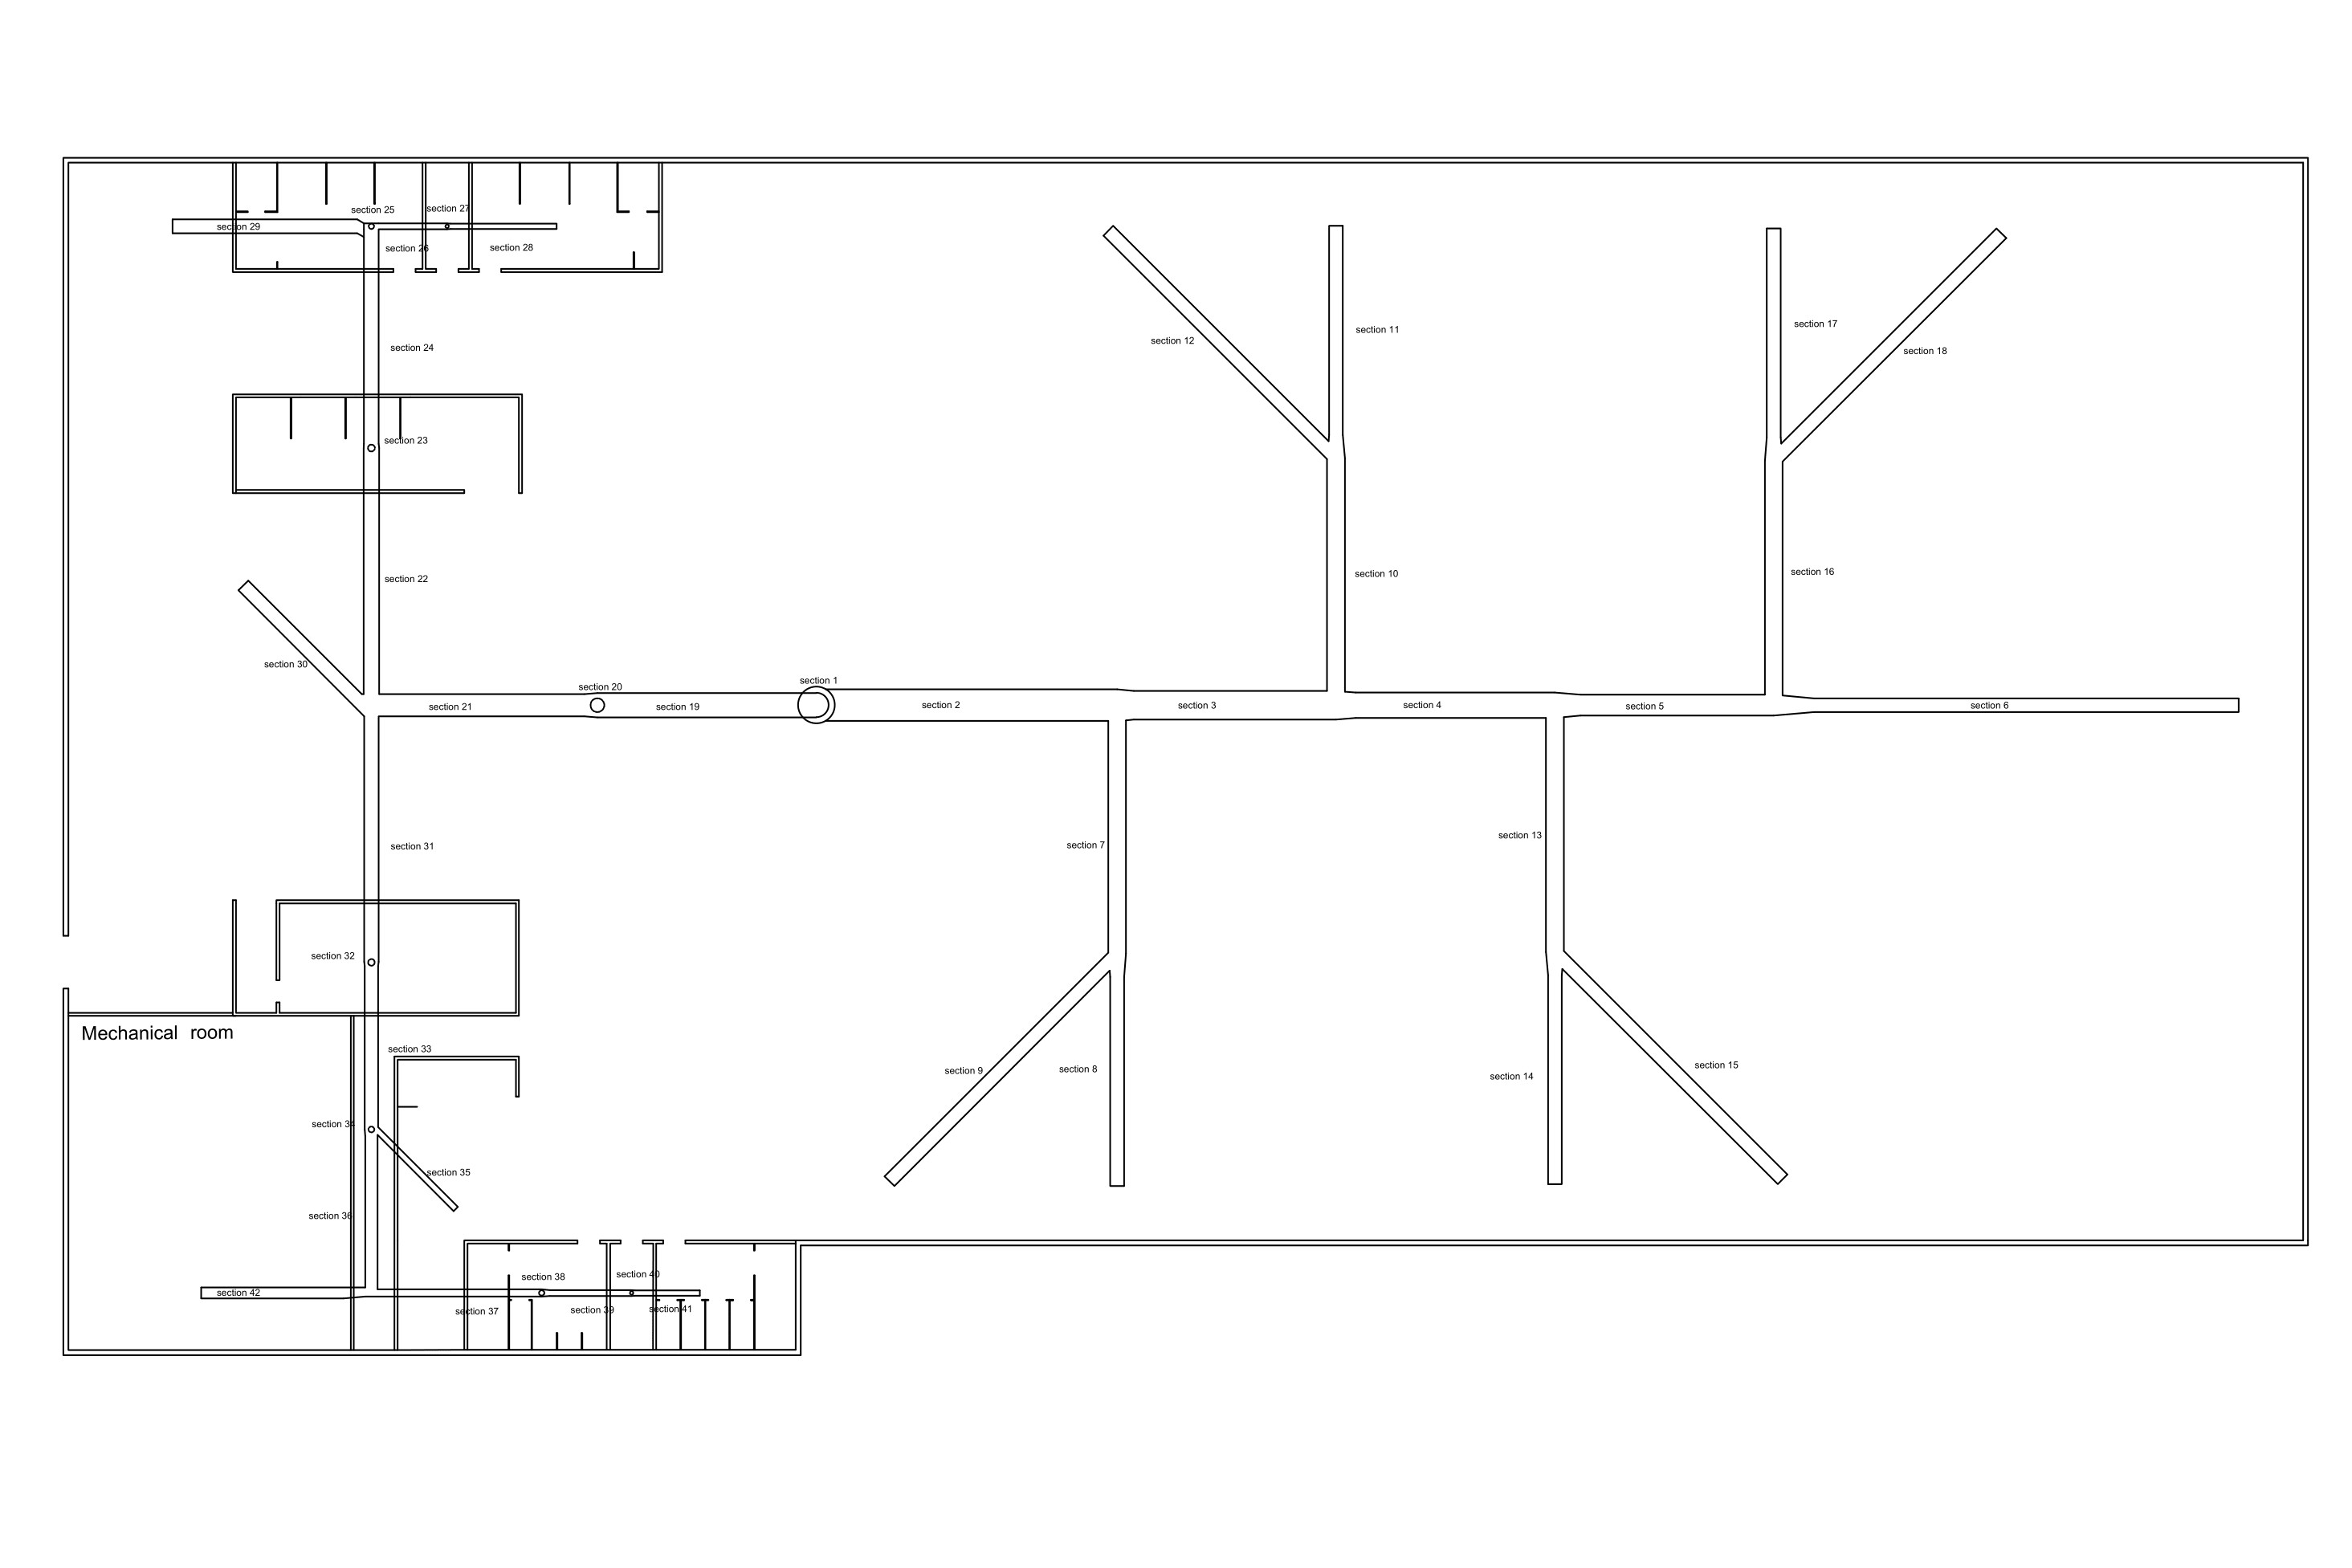 section 25
section 27
section 29
section 26
section 28
section 17
section 11
section 12
section 24
section 18
section 23
section 16
section 10
section 22
section 30
section 1
section 20
section 21
section 19
section 2
section 3
section 4
section 5
section 6
section 13
section 7
section 31
section 32
Mechanical room
section 33
section 15
section 9
section 8
section 14
section 34
section 35
section 36
section 40
section 38
section 42
section 37
section 39
section 41